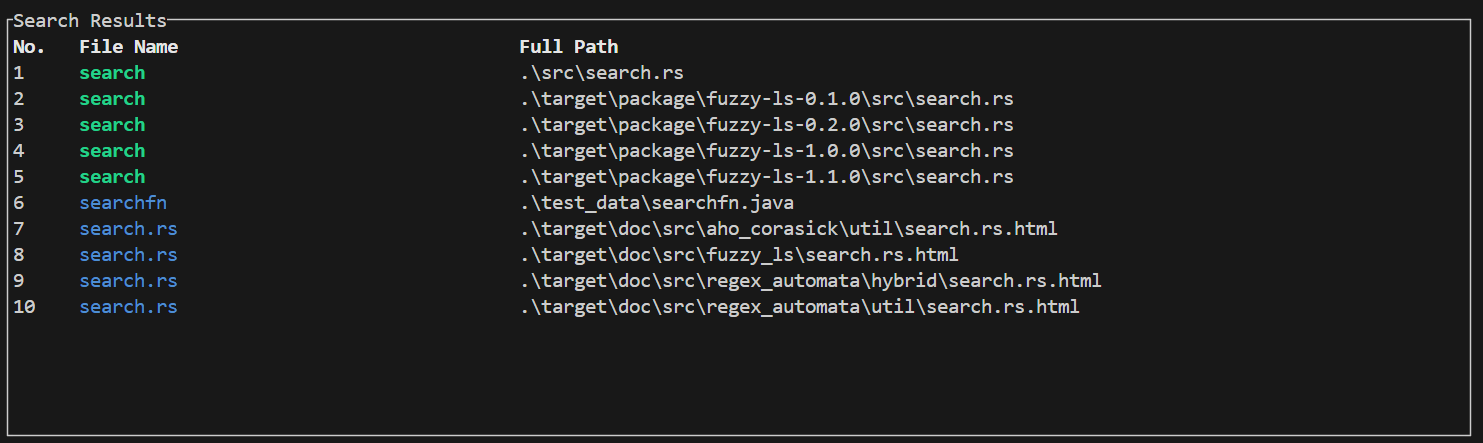 Search Results
No. File Name Full Path
1 search .\src\search.rs
2 search .\target\package\fuzzy-ls-0.1.0\src\search.rs
3 search .\target\package\fuzzy-ls-0.2.0\src\search.rs
4 search .\target\package\fuzzy-ls-1.0.0\src\search.rs
5 search .\target\package\fuzzy-ls-1.1.0\src\search.rs
6 searchfn .\test_data\searchfn.java
7 search.rs .\target\doc\src\aho_corasick\util\search.rs.html
8 search.rs .\target\doc\src\fuzzy_ls\search.rs.html
9 search.rs .\target\doc\src\regex_automata\hybrid\search.rs.html
10 search.rs .\target\doc\src\regex_automata\util\search.rs.html